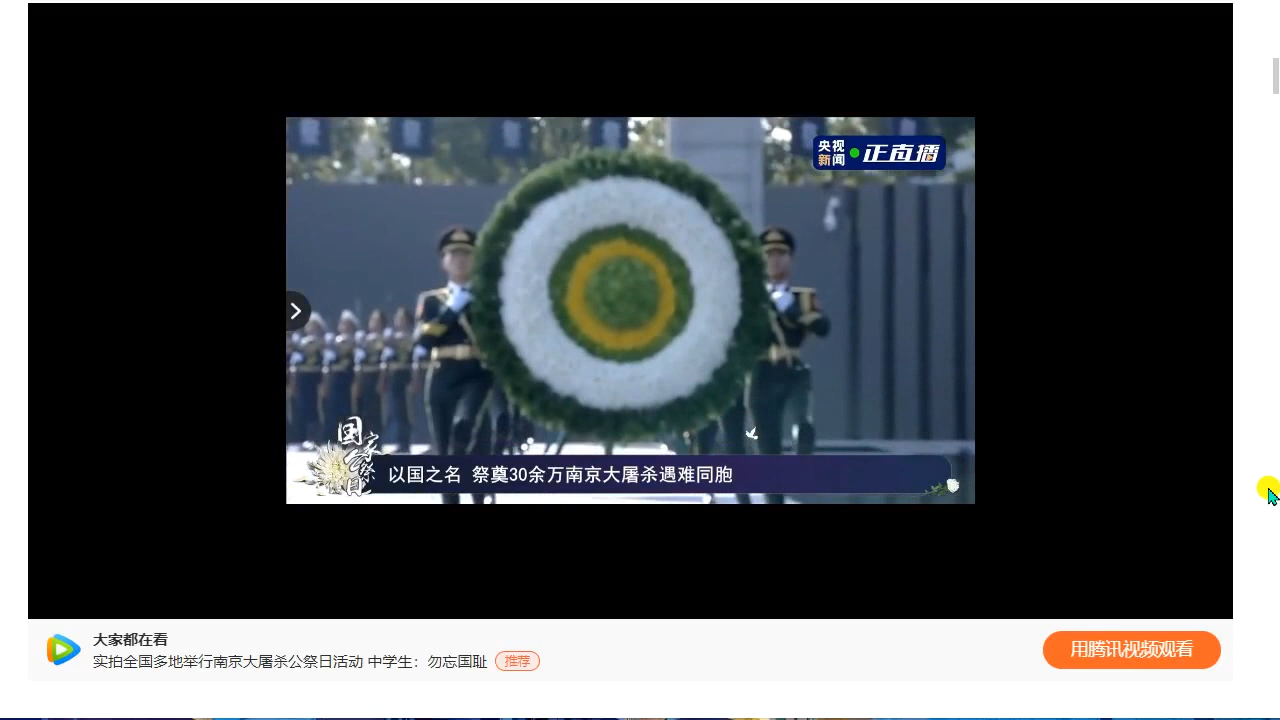 央视
新闻
正直播
国家公祭日
以国之名 祭奠30余万南京大屠杀遇难同胞
大家都在看
实拍全国多地举行南京大屠杀公祭日活动 中学生：勿忘国耻
推荐
用腾讯视频观看